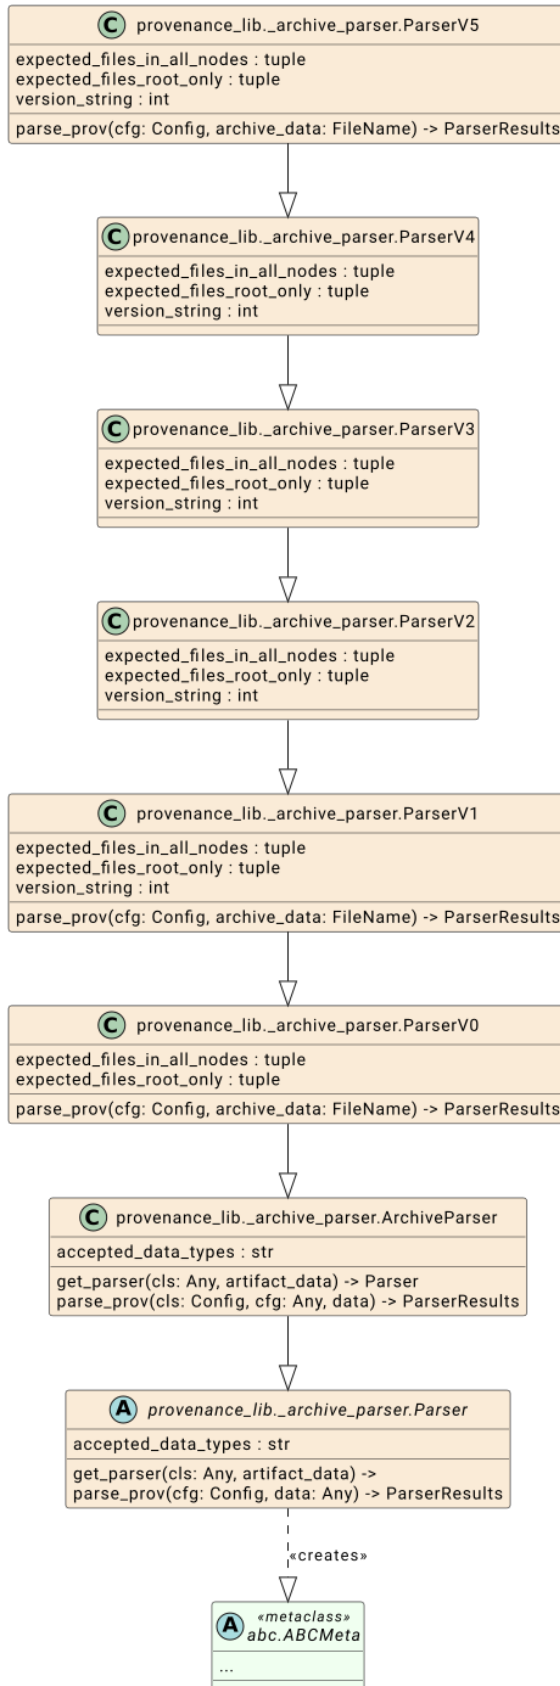 C provenance_lib._archive_parser.ParserV5
expected_files_in_all_nodes : tuple
expected_files_root_only : tuple
version_string : int
parse_prov(cfg: Config, archive_data: FileName) -> ParserResults
C provenance_lib._archive_parser.ParserV4
expected_files_in_all_nodes : tuple
expected_files_root_only : tuple
version_string : int
C provenance_lib._archive_parser.ParserV3
expected_files_in_all_nodes : tuple
expected_files_root_only : tuple
version_string : int
C provenance_lib._archive_parser.ParserV2
expected_files_in_all_nodes : tuple
expected_files_root_only : tuple
version_string : int
C provenance_lib._archive_parser.ParserV1
expected_files_in_all_nodes : tuple
expected_files_root_only : tuple
version_string : int
parse_prov(cfg: Config, archive_data: FileName) -> ParserResults
C provenance_lib._archive_parser.ParserV0
expected_files_in_all_nodes : tuple
expected_files_root_only : tuple
parse_prov(cfg: Config, archive_data: FileName) -> ParserResults
C provenance_lib._archive_parser.ArchiveParser
accepted_data_types : str
get_parser(cls: Any, artifact_data) -> Parser
parse_prov(cls: Config, cfg: Any, data) -> ParserResults
A provenance_lib._archive_parser.Parser
accepted_data_types : str
get_parser(cls: Any, artifact_data) ->
parse_prov(cfg: Config, data: Any) -> ParserResults
«creates»
«metaclass»
A abc.ABCMeta
...